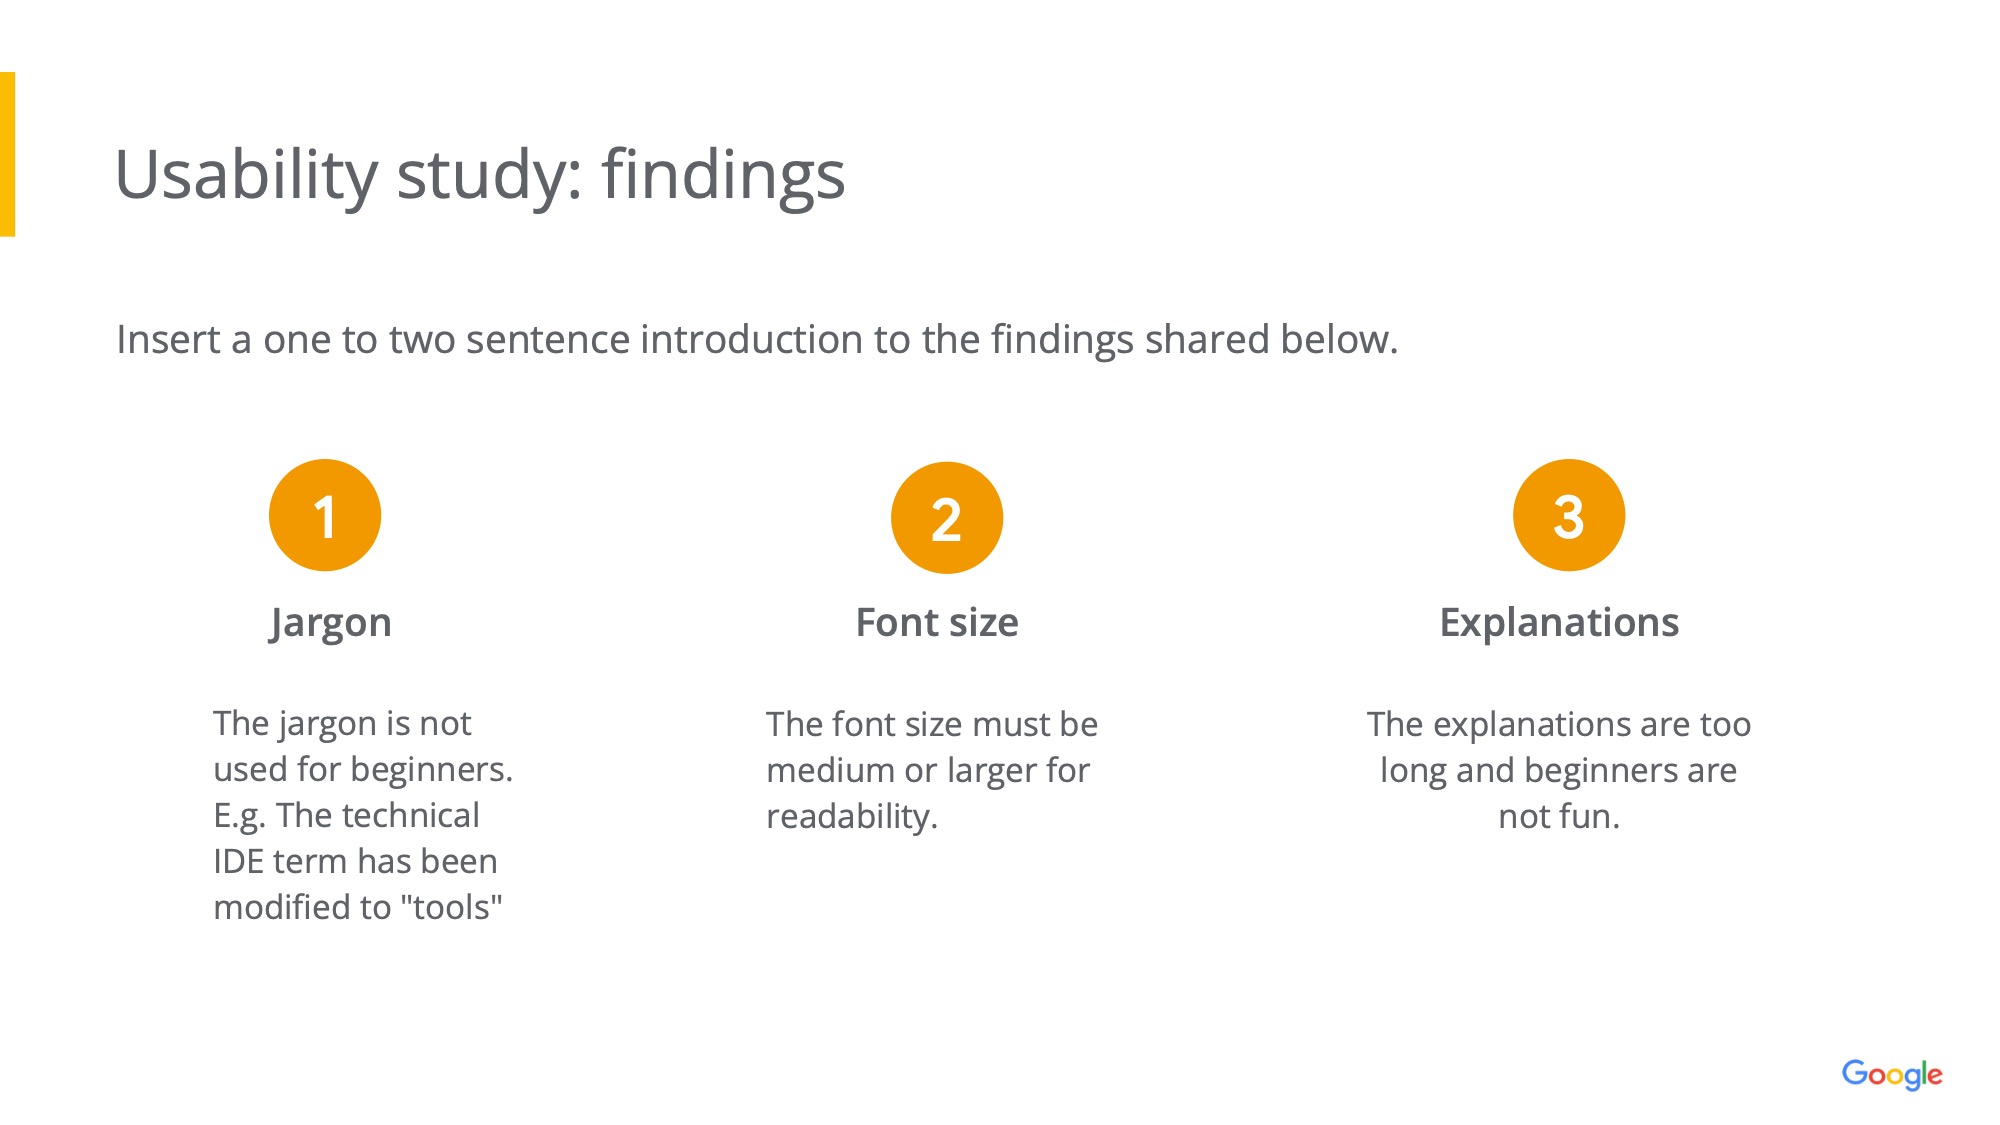 Usability study: findings
Insert a one to two sentence introduction to the findings shared below.
1
Jargon
The jargon is not
used for beginners.
E.g. The technical
IDE term has been
modified to "tools"
2
Font size
The font size must be
medium or larger for
readability.
3
Explanations
The explanations are too
long and beginners are
not fun.
Google